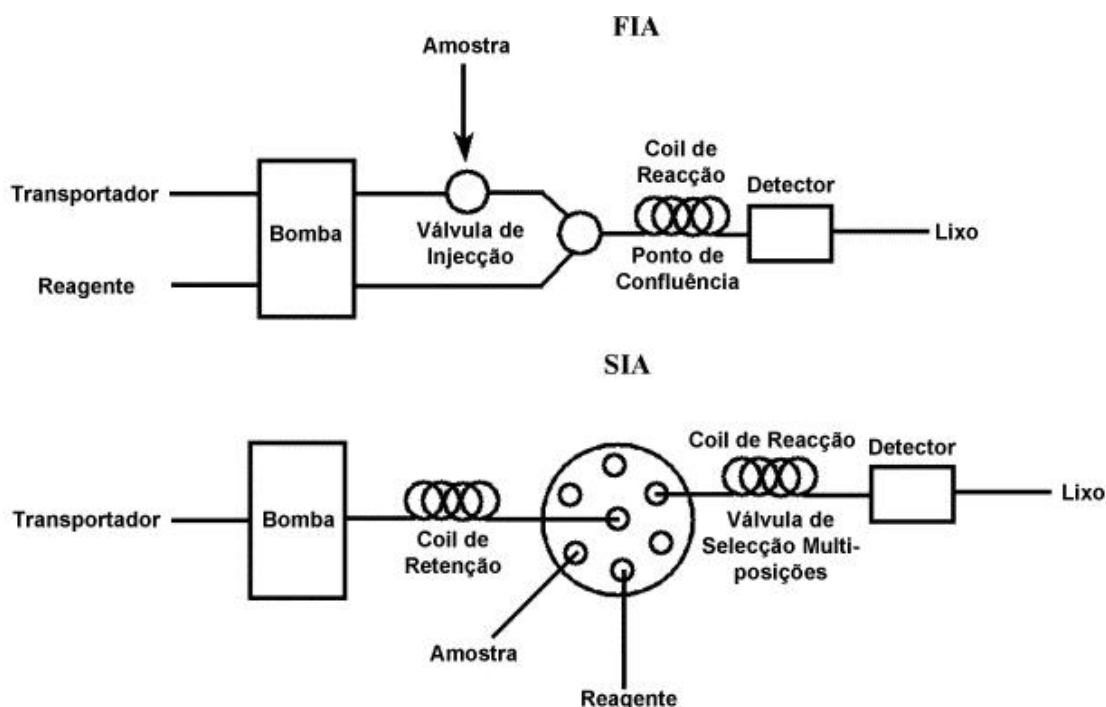 FIA
Amostra
Transportador
Reagente
Bomba
Válvula de
Injecção
Coil de
Reacção
Ponto de
Confluência
Detector
Lixo
SIA
Transportador
Bomba
Coil de
Retenção
Amostra
Reagente
Coil de Reacção
Válvula de
Selecção Multi-
posições
Detector
Lixo